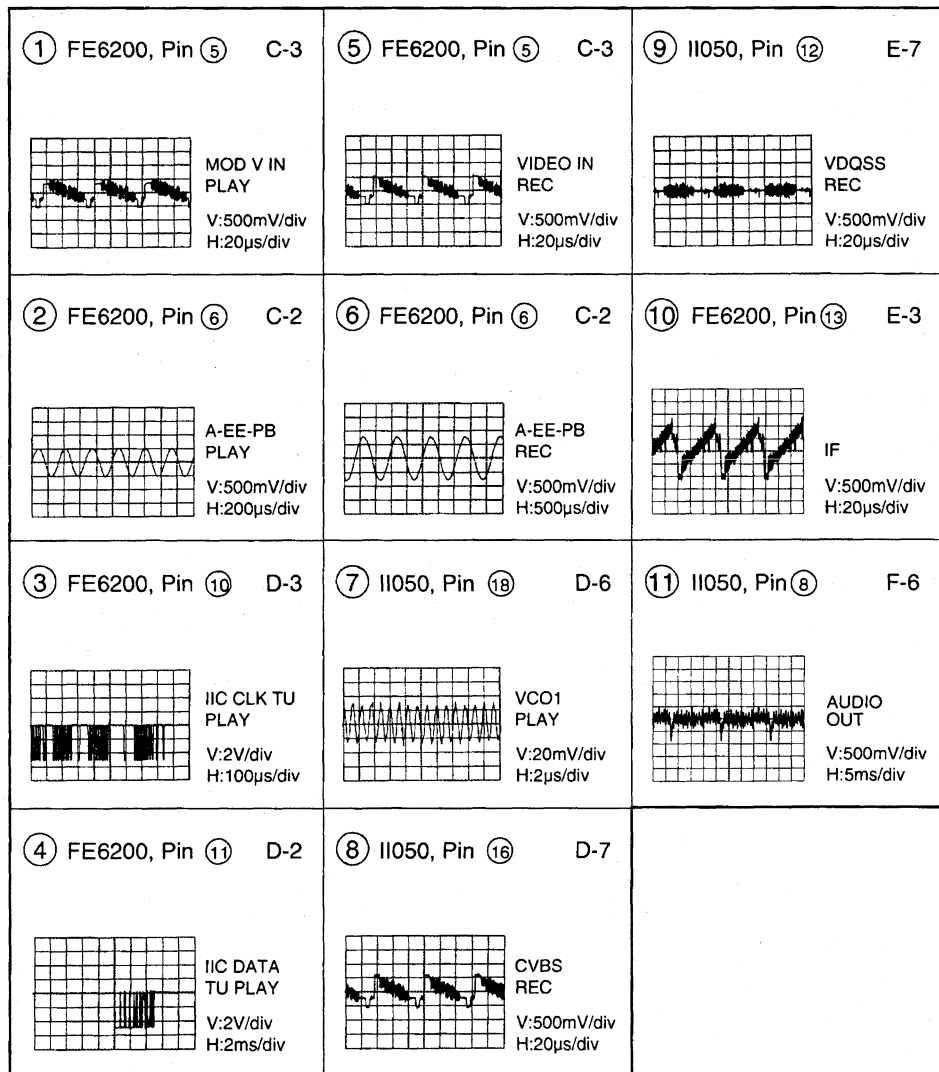 ① FE6200, Pin ⑤ C-3
MOD V IN
PLAY
V:500mV/div
H:20µs/div
⑤ FE6200, Pin ⑤ C-3
VIDEO IN
REC
V:500mV/div
H:20µs/div
⑨ II050, Pin ⑫ E-7
VDQSS
REC
V:500mV/div
H:20µs/div
② FE6200, Pin ⑥ C-2
A-EE-PB
PLAY
V:500mV/div
H:200µs/div
⑥ FE6200, Pin ⑥ C-2
A-EE-PB
REC
V:500mV/div
H:500µs/div
⑩ FE6200, Pin ⑬ E-3
IF
V:500mV/div
H:20µs/div
③ FE6200, Pin ⑩ D-3
IIC CLK TU
PLAY
V:2V/div
H:100µs/div
⑦ II050, Pin ⑱ D-6
VCO1
PLAY
V:20mV/div
H:2µs/div
⑪ II050, Pin ⑧ F-6
AUDIO
OUT
V:500mV/div
H:5ms/div
④ FE6200, Pin ⑪ D-2
IIC DATA
TU PLAY
V:2V/div
H:2ms/div
⑧ II050, Pin ⑯ D-7
CVBS
REC
V:500mV/div
H:20µs/div